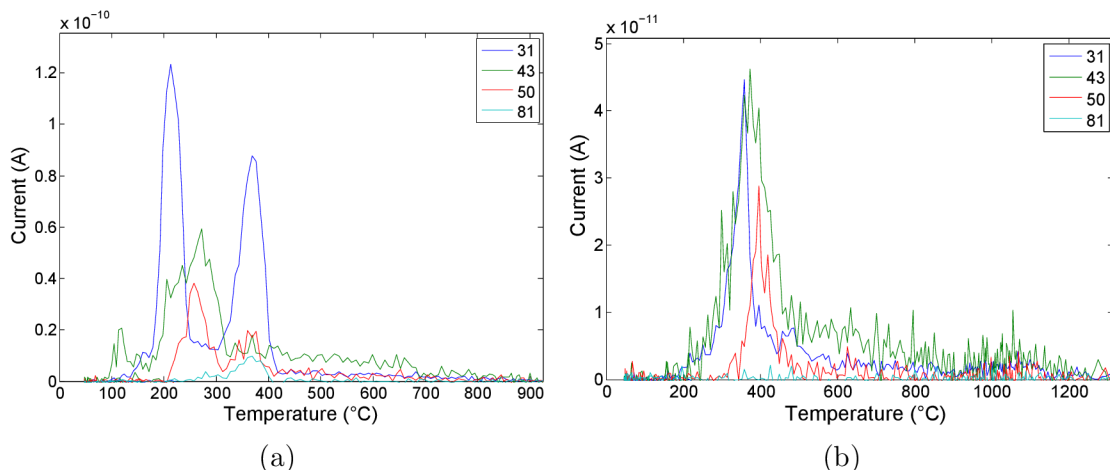 x 10⁻¹⁰
1.2
1
0.8
0.6
0.4
0.2
0
Current (A)
31
43
50
81
0 100 200 300 400 500 600 700 800 900
Temperature (°C)
(a)
x 10⁻¹¹
5
4
3
2
1
0
Current (A)
31
43
50
81
0 200 400 600 800 1000 1200
Temperature (°C)
(b)